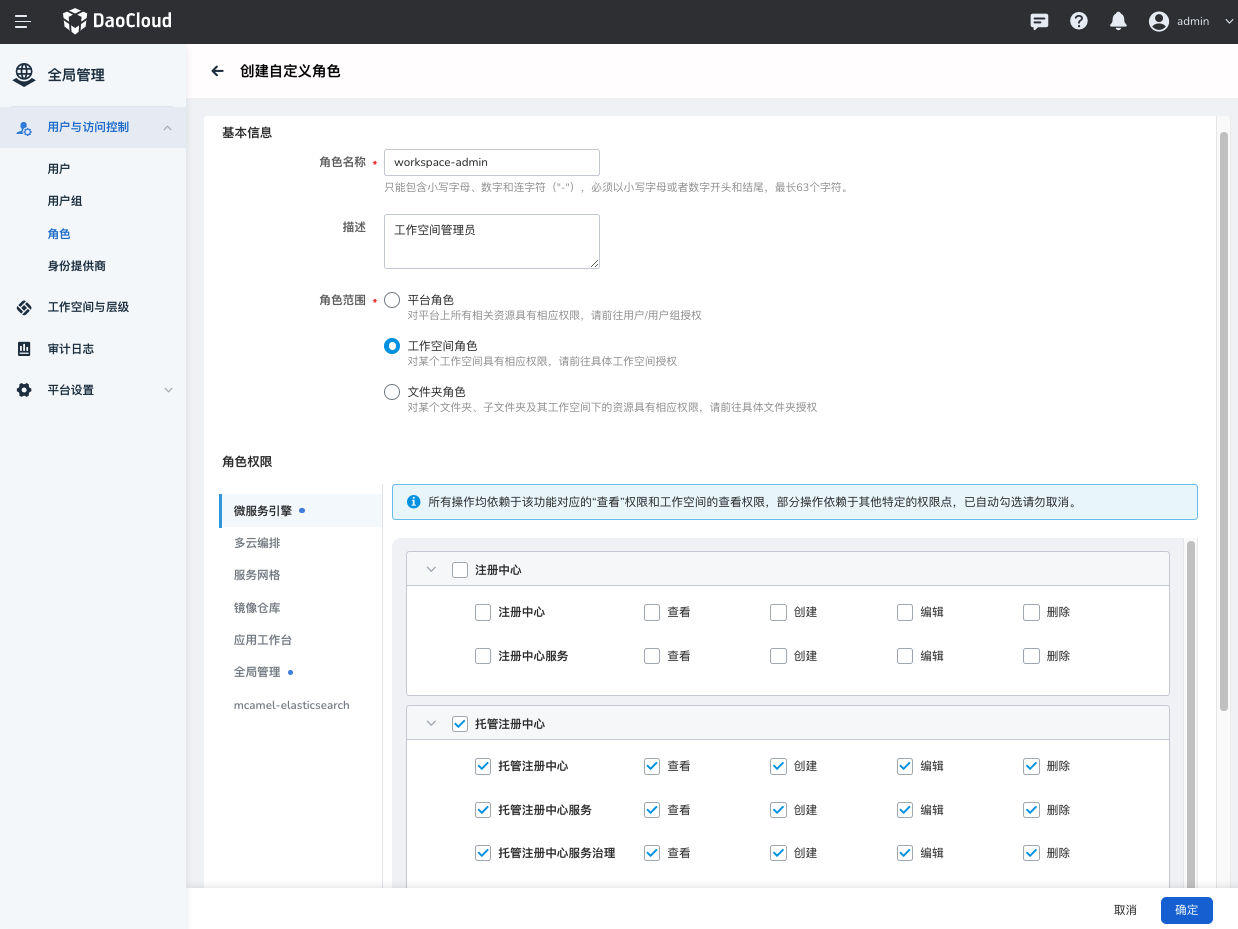 DaoCloud
admin
全局管理
用户与访问控制
用户
用户组
角色
身份提供商
工作空间与层级
审计日志
平台设置
创建自定义角色
基本信息
角色名称 • workspace-admin
只能包含小写字母、数字和连字符（"-"），必须以小写字母或者数字开头和结尾，最长63个字符。
描述 工作空间管理员
角色范围 • 平台角色
对平台上所有相关资源具有相应权限，请前往用户/用户组授权
工作空间角色
对某个工作空间具有相应权限，请前往具体工作空间授权
文件夹角色
对某个文件夹、子文件夹及其工作空间下的资源具有相应权限，请前往具体文件夹授权
角色权限
微服务引擎
多云编排
服务网格
镜像仓库
应用工作台
全局管理
mcamel-elasticsearch
所有操作均依赖于该功能对应的“查看”权限和工作空间的查看权限，部分操作依赖于其他特定的权限点，已自动勾选请勿取消。
注册中心
注册中心 查看 创建 编辑 删除
注册中心服务 查看 创建 编辑 删除
托管注册中心
托管注册中心 查看 创建 编辑 删除
托管注册中心服务 查看 创建 编辑 删除
托管注册中心服务治理 查看 创建 编辑 删除
取消 确定